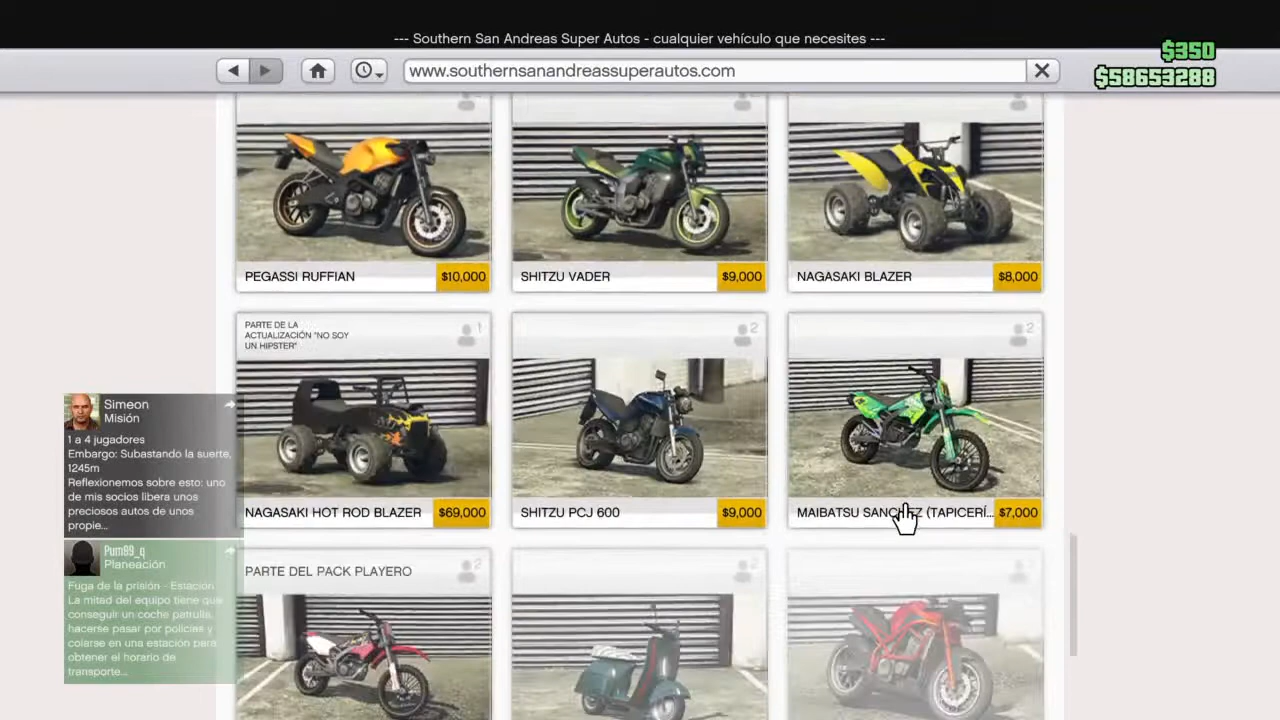 --- Southern San Andreas Super Autos - cualquier vehículo que necesites ---
$350
www.southernsanandreassuperautos.com
$58653288
PEGASSI RUFFIAN
$10,000
SHITZU VADER
$9,000
NAGASAKI BLAZER
$8,000
PARTE DE LA
ACTUALIZACIÓN "NO SOY
UN HIPSTER"
1
2
2
NAGASAKI HOT ROD BLAZER
$69,000
SHITZU PCJ 600
$9,000
MAIBATSU SANCHEZ (TAPICERÍ...
$7,000
Simeon
Misión
1 a 4 jugadores
Embargo: Subastando la suerte,
1245m
Reflexionemos sobre esto: uno
de mis socios libera unos
preciosos autos de unos
propie...
Pum89_q
Planeación
Fuga de la prisión - Estación
La mitad del equipo tiene que
conseguir un coche patrulla,
hacerse pasar por policías y
colarse en una estación para
obtener el horario de
transporte...
PARTE DEL PACK PLAYERO
2
2